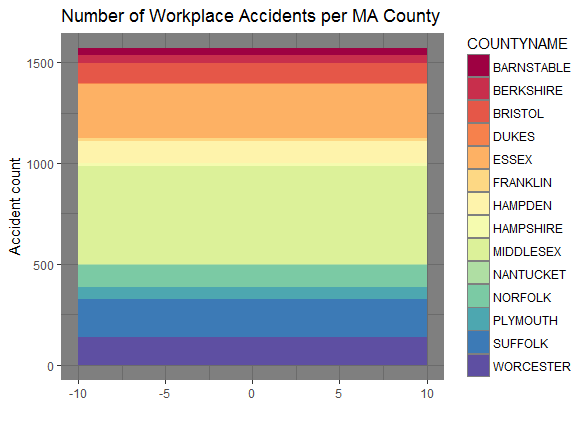 Number of Workplace Accidents per MA County
Accident count
1500
1000
500
0
-10
-5
0
5
10
COUNTYNAME
BARNSTABLE
BERKSHIRE
BRISTOL
DUKES
ESSEX
FRANKLIN
HAMPDEN
HAMPSHIRE
MIDDLESEX
NANTUCKET
NORFOLK
PLYMOUTH
SUFFOLK
WORCESTER